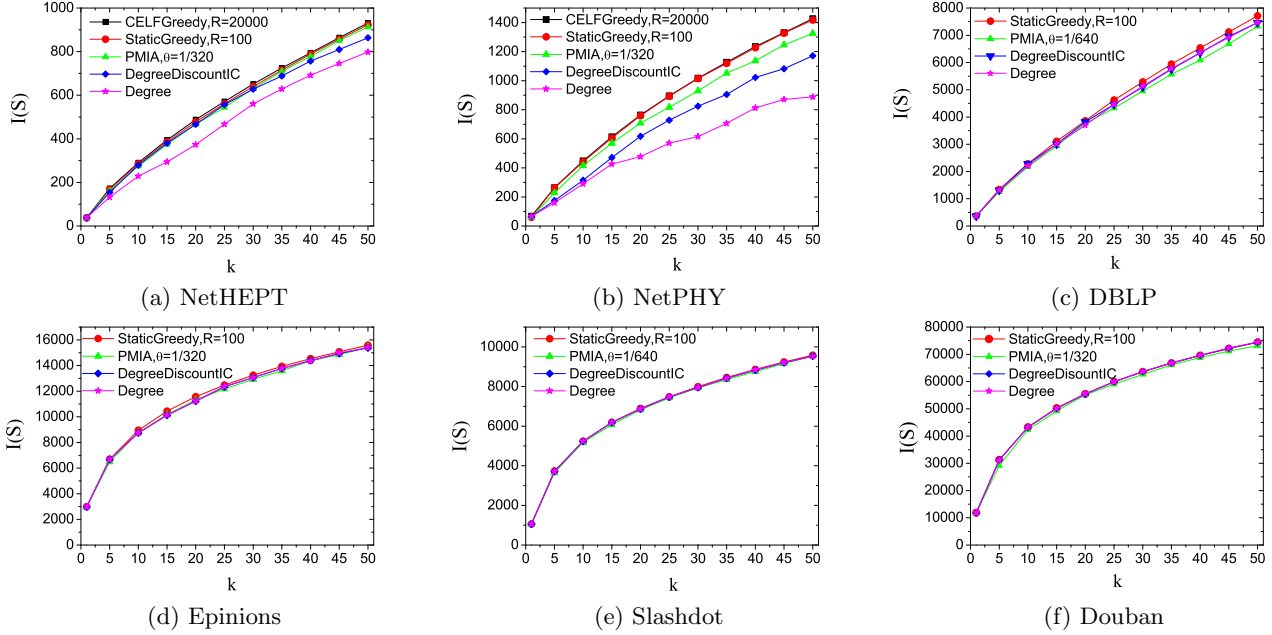 1000
800
600
400
200
0
I(S)
CELFGreedy,R=20000
StaticGreedy,R=100
PMIA,θ=1/320
DegreeDiscountIC
Degree
0 5 10 15 20 25 30 35 40 45 50
k
(a) NetHEPT
1400
1200
1000
800
600
400
200
0
I(S)
CELFGreedy,R=20000
StaticGreedy,R=100
PMIA,θ=1/320
DegreeDiscountIC
Degree
0 5 10 15 20 25 30 35 40 45 50
k
(b) NetPHY
8000
7000
6000
5000
4000
3000
2000
1000
0
I(S)
StaticGreedy,R=100
PMIA,θ=1/640
DegreeDiscountIC
Degree
0 5 10 15 20 25 30 35 40 45 50
k
(c) DBLP
16000
14000
12000
10000
8000
6000
4000
2000
0
I(S)
StaticGreedy,R=100
PMIA,θ=1/320
DegreeDiscountIC
Degree
0 5 10 15 20 25 30 35 40 45 50
k
(d) Epinions
10000
8000
6000
4000
2000
0
I(S)
StaticGreedy,R=100
PMIA,θ=1/640
DegreeDiscountIC
Degree
0 5 10 15 20 25 30 35 40 45 50
k
(e) Slashdot
80000
70000
60000
50000
40000
30000
20000
10000
0
I(S)
StaticGreedy,R=100
PMIA,θ=1/320
DegreeDiscountIC
Degree
0 5 10 15 20 25 30 35 40 45 50
k
(f) Douban